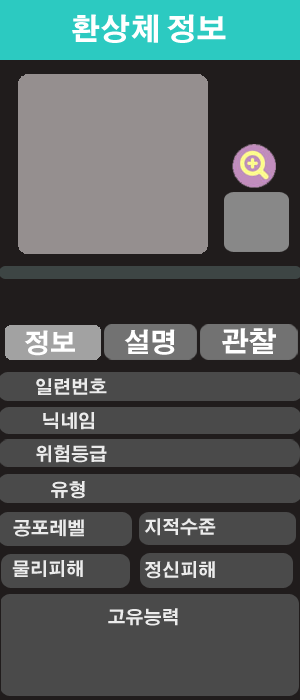 환상체 정보
정보 설명 관찰
일련번호
닉네임
위험등급
유형
공포레벨 지적수준
물리피해 정신피해
고유능력